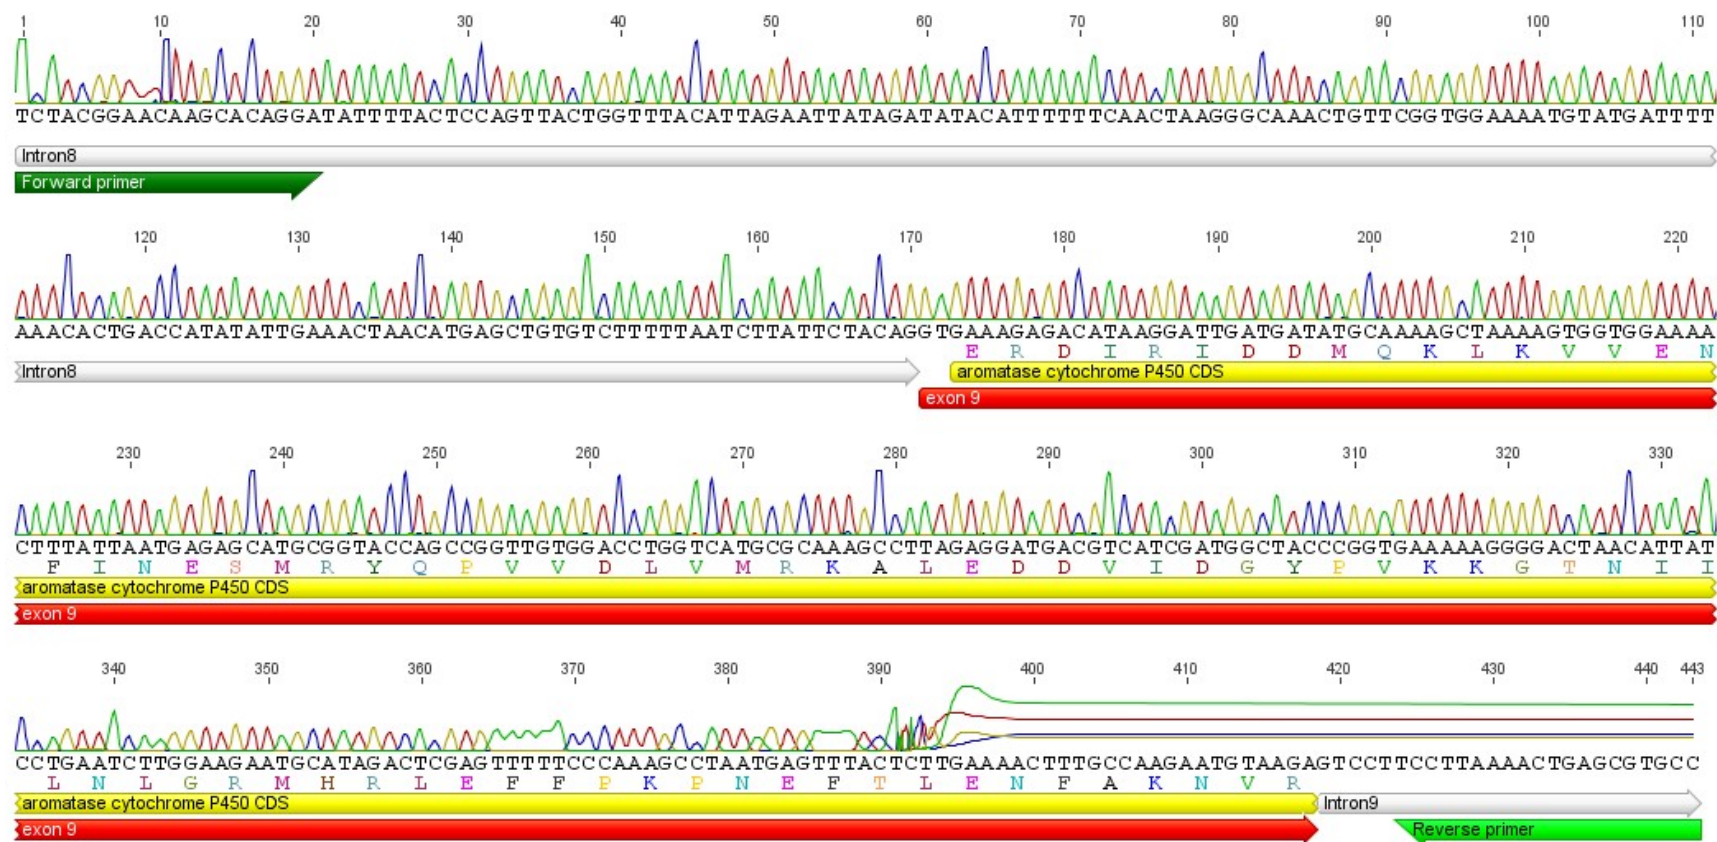 1 10 20 30 40 50 60 70 80 90 100 110
TCTACGGAACAAGCACAGGATATTTTACTCCAGTTACTGGTTTACATTAGAATTATAGATATACATTTTTTCAACTAAGGGCAAACTGTTCGGTGGAAAATGTATGATTTT
Intron8
Forward primer
120 130 140 150 160 170 180 190 200 210 220
AAACACTGACCATATATTGAAACTAACATGAGCTGTGTCTTTTTAATCTTATTCTACAGGTGAAAGAGACATAAGGATTGATGATATGCAAAAGCTAAAAGTGGTGGAAAA
E R D I R I D D M Q K L K V V E N
Intron8 aromatase cytochrome P450 CDS
exon 9
230 240 250 260 270 280 290 300 310 320 330
CTTTATTAATGAGAGCATGCGGTACCAGCCGGTTGTGGACCTGGTCATGCGCAAAGCCTTAGAGGATGACGTCATCGATGGCTACCCGGTGAAAAAGGGGACTAACATTAT
F I N E S M R Y Q P V V D L V M R K A L E D D V I D G Y P V K K G T N I I
aromatase cytochrome P450 CDS
exon 9
340 350 360 370 380 390 400 410 420 430 440 443
CCTGAATCTTGGAAGAATGCATAGACTCGAGTTTTTCCCAAAGCCTAATGAGTTTACTCTTGAAAACTTTGCCAAGAATGTAAGAGTCCTTCCTTAAAACTGAGCGTGCC
L N L G R M H R L E F F P K P N E F T L E N F A K N V R
aromatase cytochrome P450 CDS Intron9
exon 9 Reverse primer